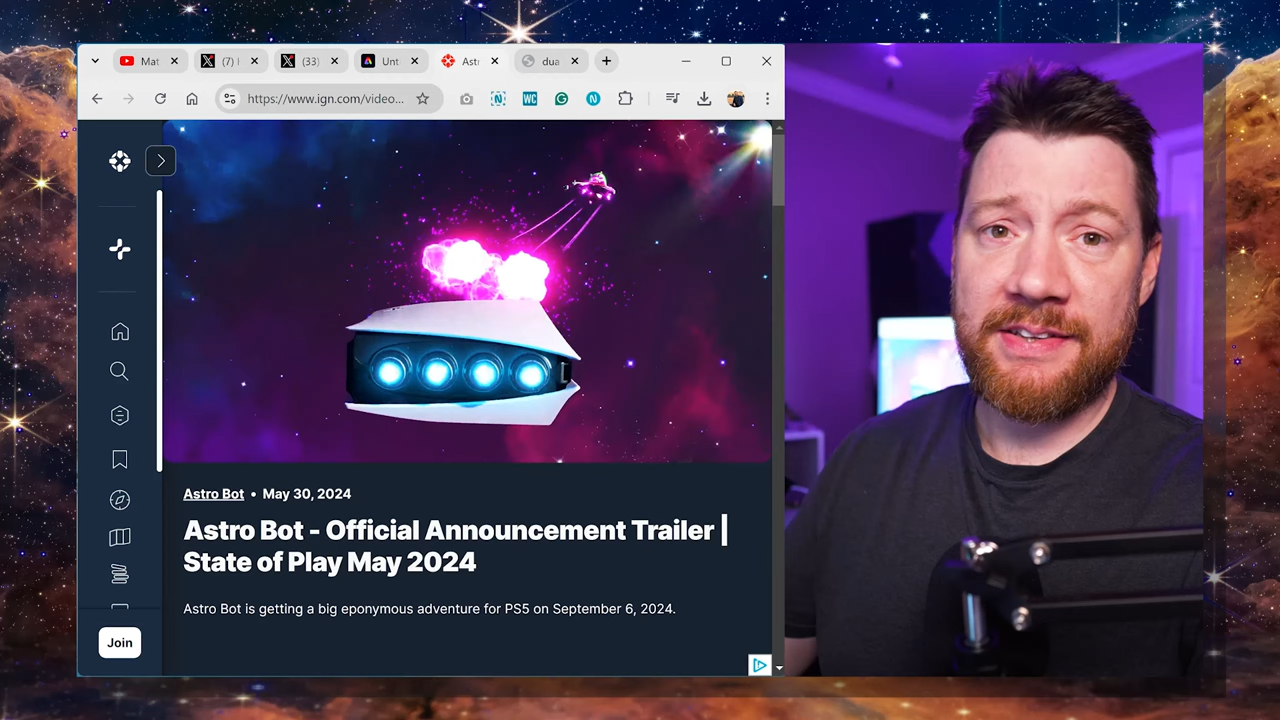 Mat
(7)
(33)
Unt
Astr
dua
https://www.ign.com/video...
WC
Astro Bot • May 30, 2024
Astro Bot - Official Announcement Trailer |
State of Play May 2024
Astro Bot is getting a big eponymous adventure for PS5 on September 6, 2024.
Join